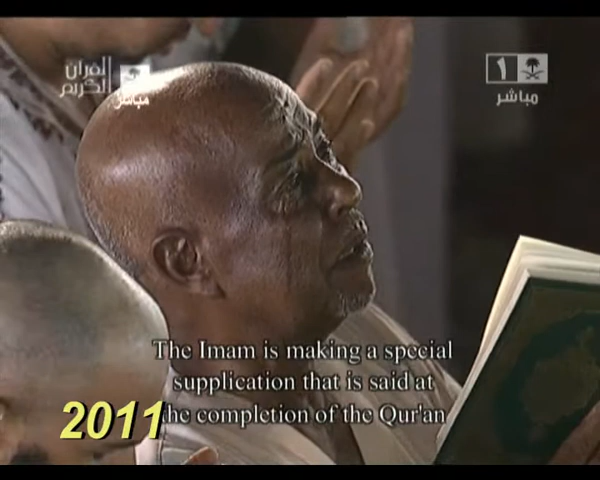 القرآن
الكريم
مباشر
١
مباشر
The Imam is making a special
supplication that is said at
the completion of the Qur'an
2011